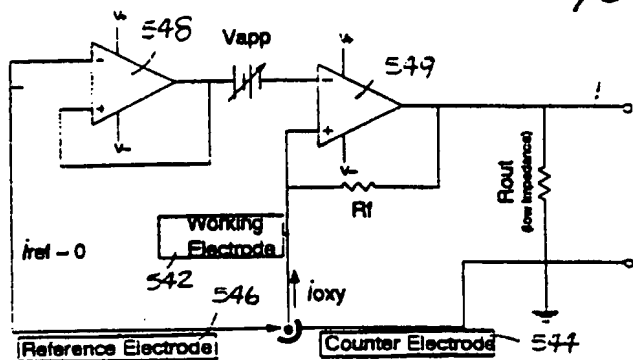 548
V+
Vapp
V+
549
-
+
V-
-
+
V-
Rf
Rout
(low impedance)
Working
Electrode
542
iref - 0
ioxy
546
Reference Electrode
Counter Electrode
544